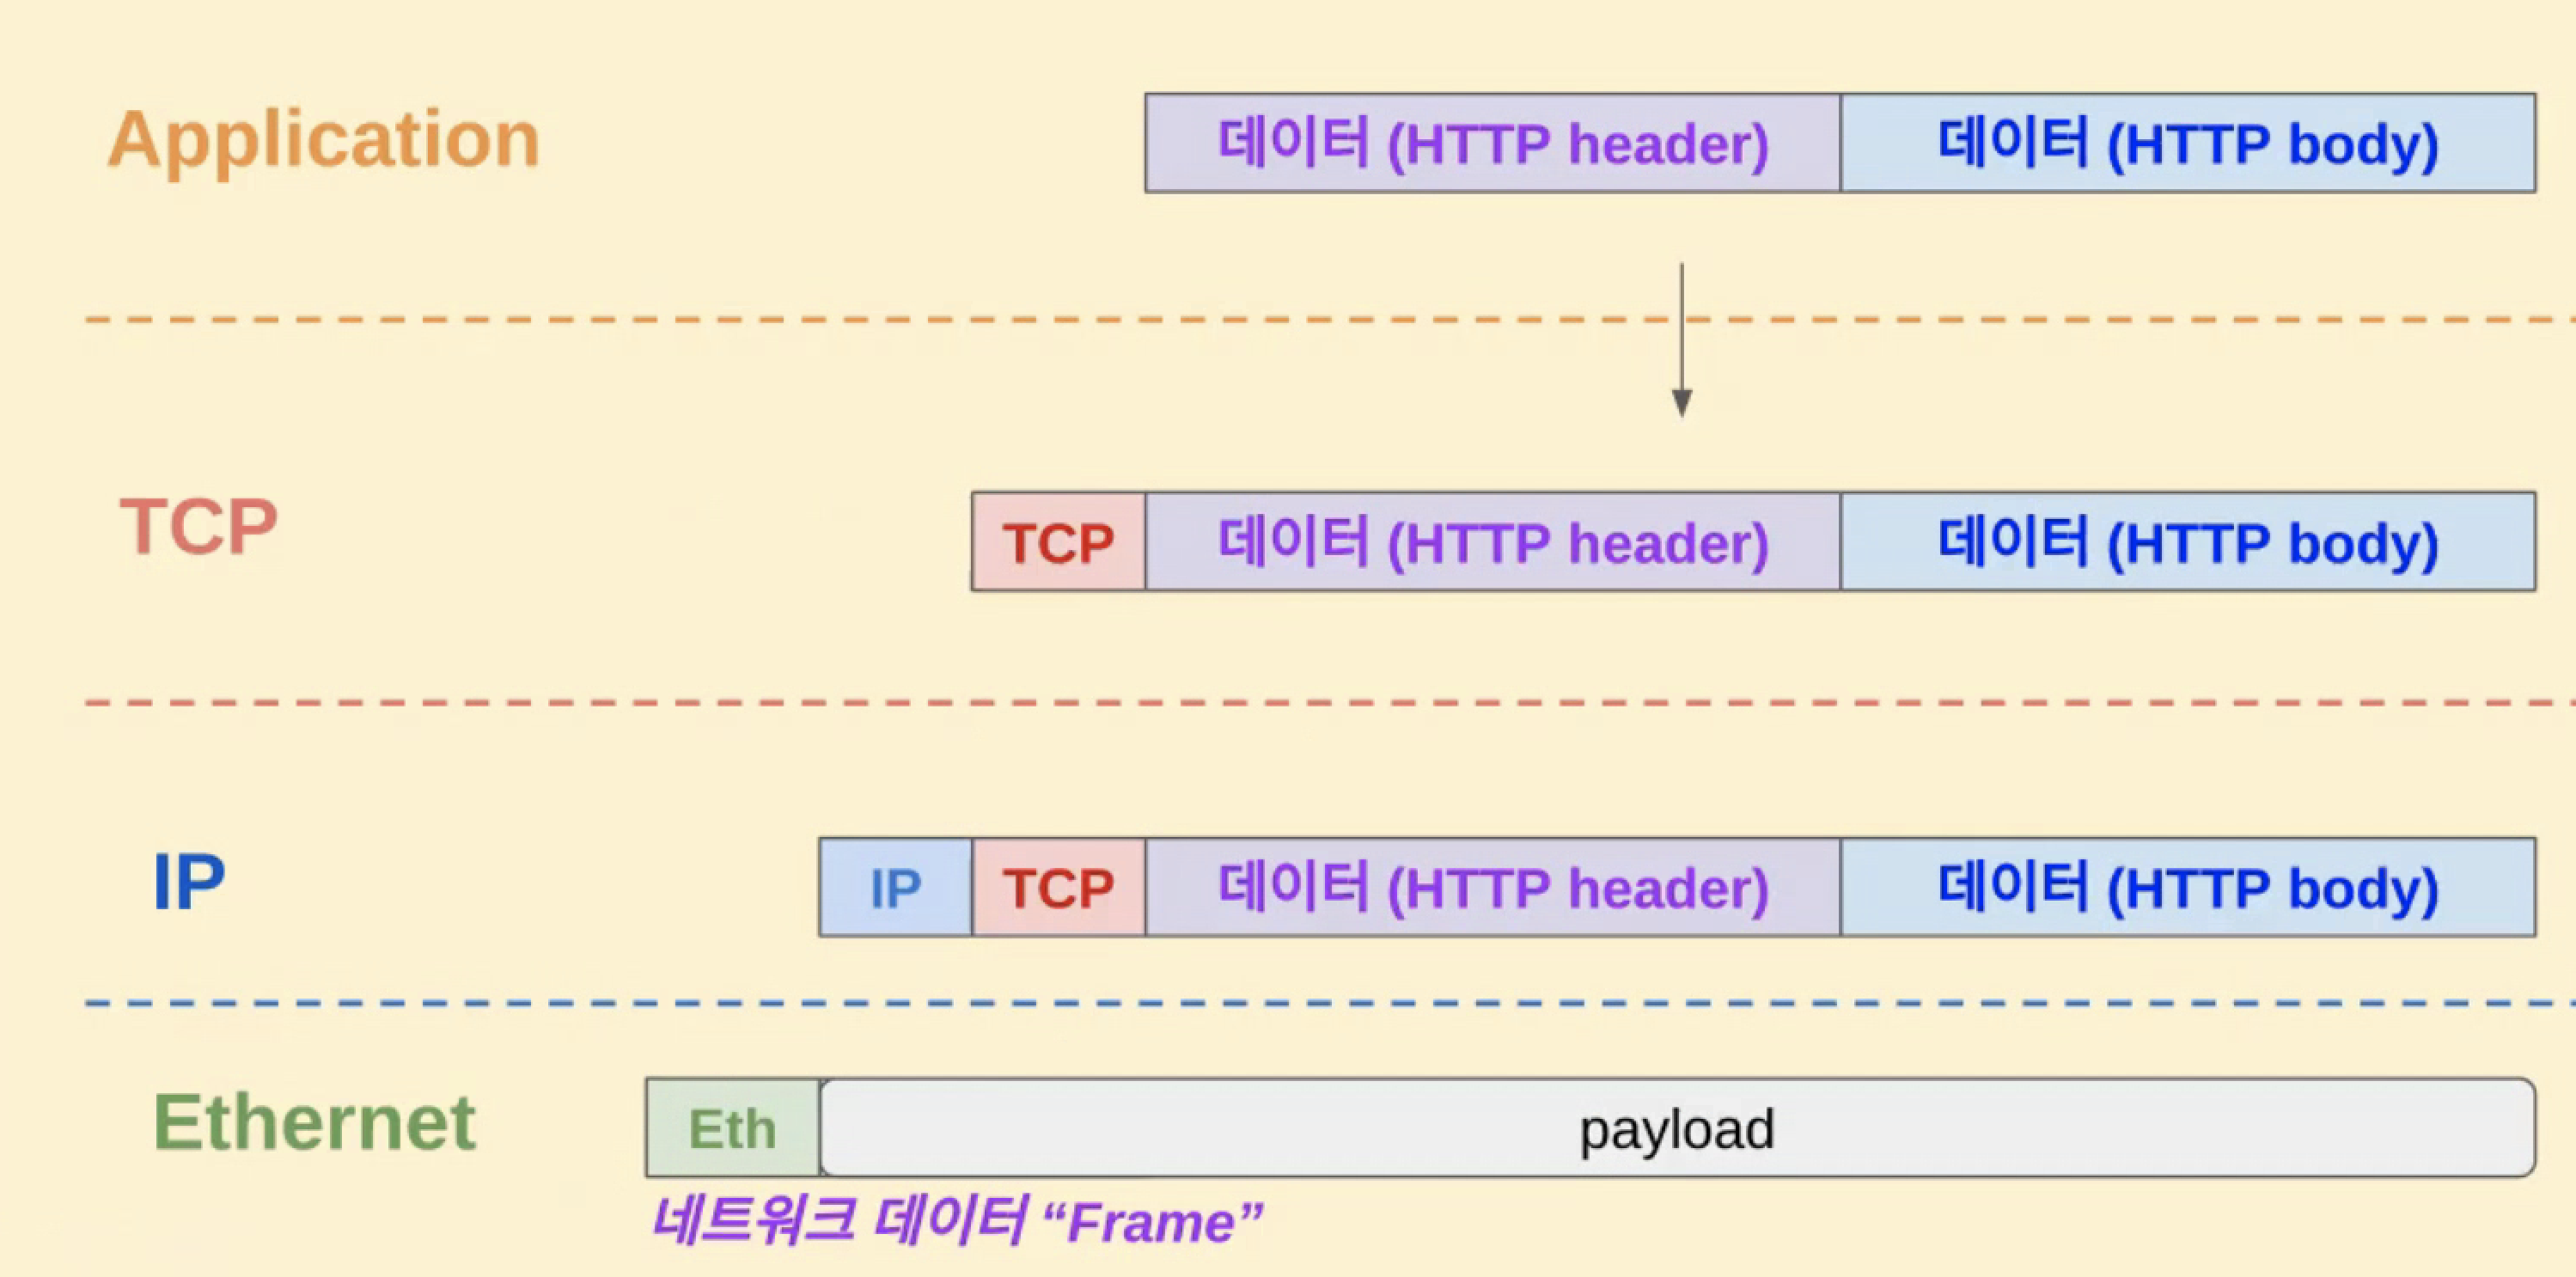 Application
데이터 (HTTP header) 데이터 (HTTP body)
TCP
TCP 데이터 (HTTP header) 데이터 (HTTP body)
IP
IP TCP 데이터 (HTTP header) 데이터 (HTTP body)
Ethernet
Eth payload
네트워크 데이터 “Frame”